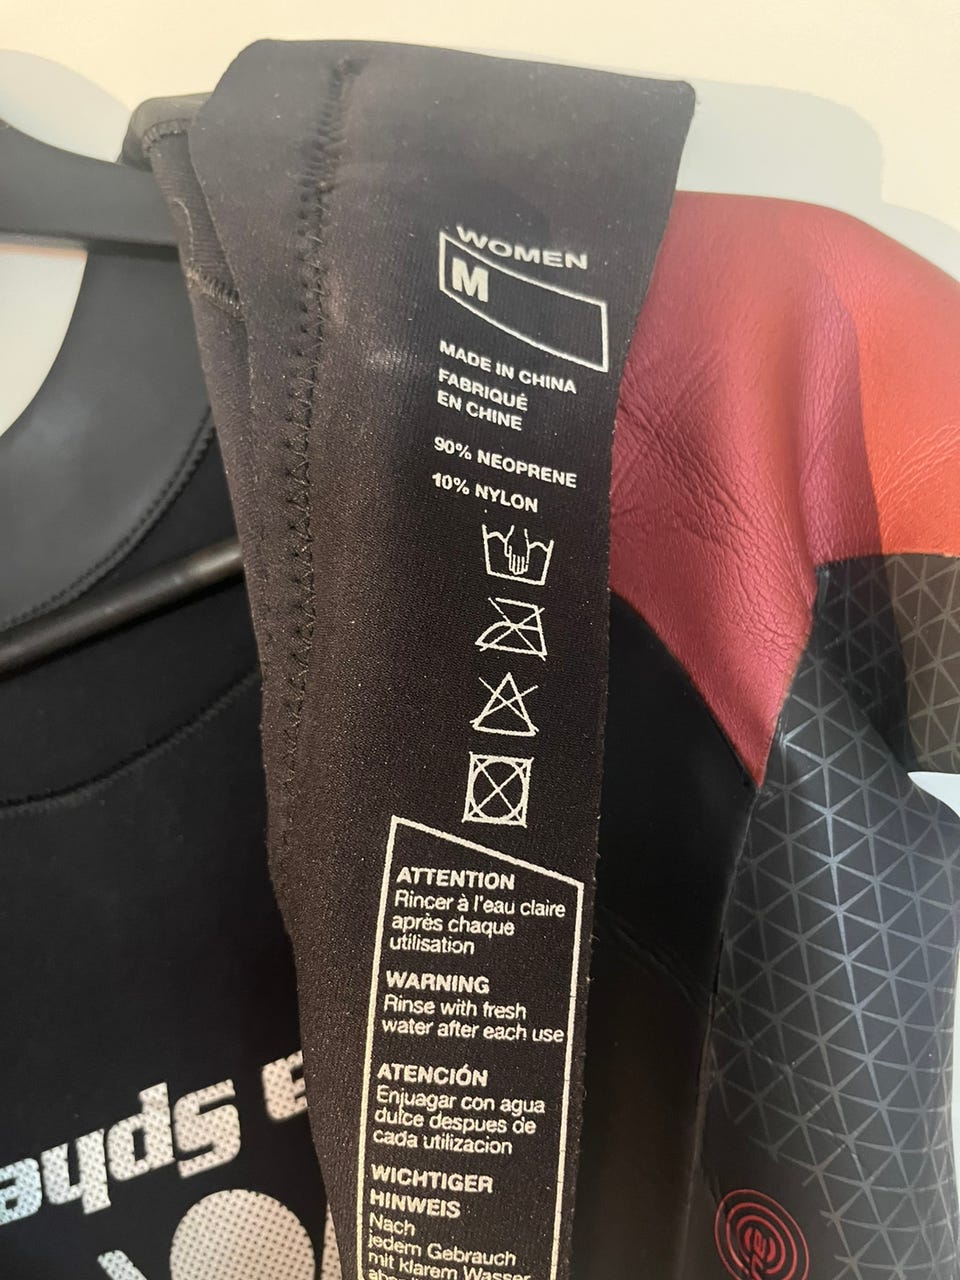 WOMEN
M
MADE IN CHINA
FABRIQUÉ
EN CHINE
90% NEOPRENE
10% NYLON
ATTENTION
Rincer à l'eau claire
après chaque
utilisation
WARNING
Rinse with fresh
water after each use
ATENCIÓN
Enjuagar con agua
dulce despues de
cada utilizacion
WICHTIGER
HINWEIS
Nach
jedem Gebrauch
mit klarem Wasser